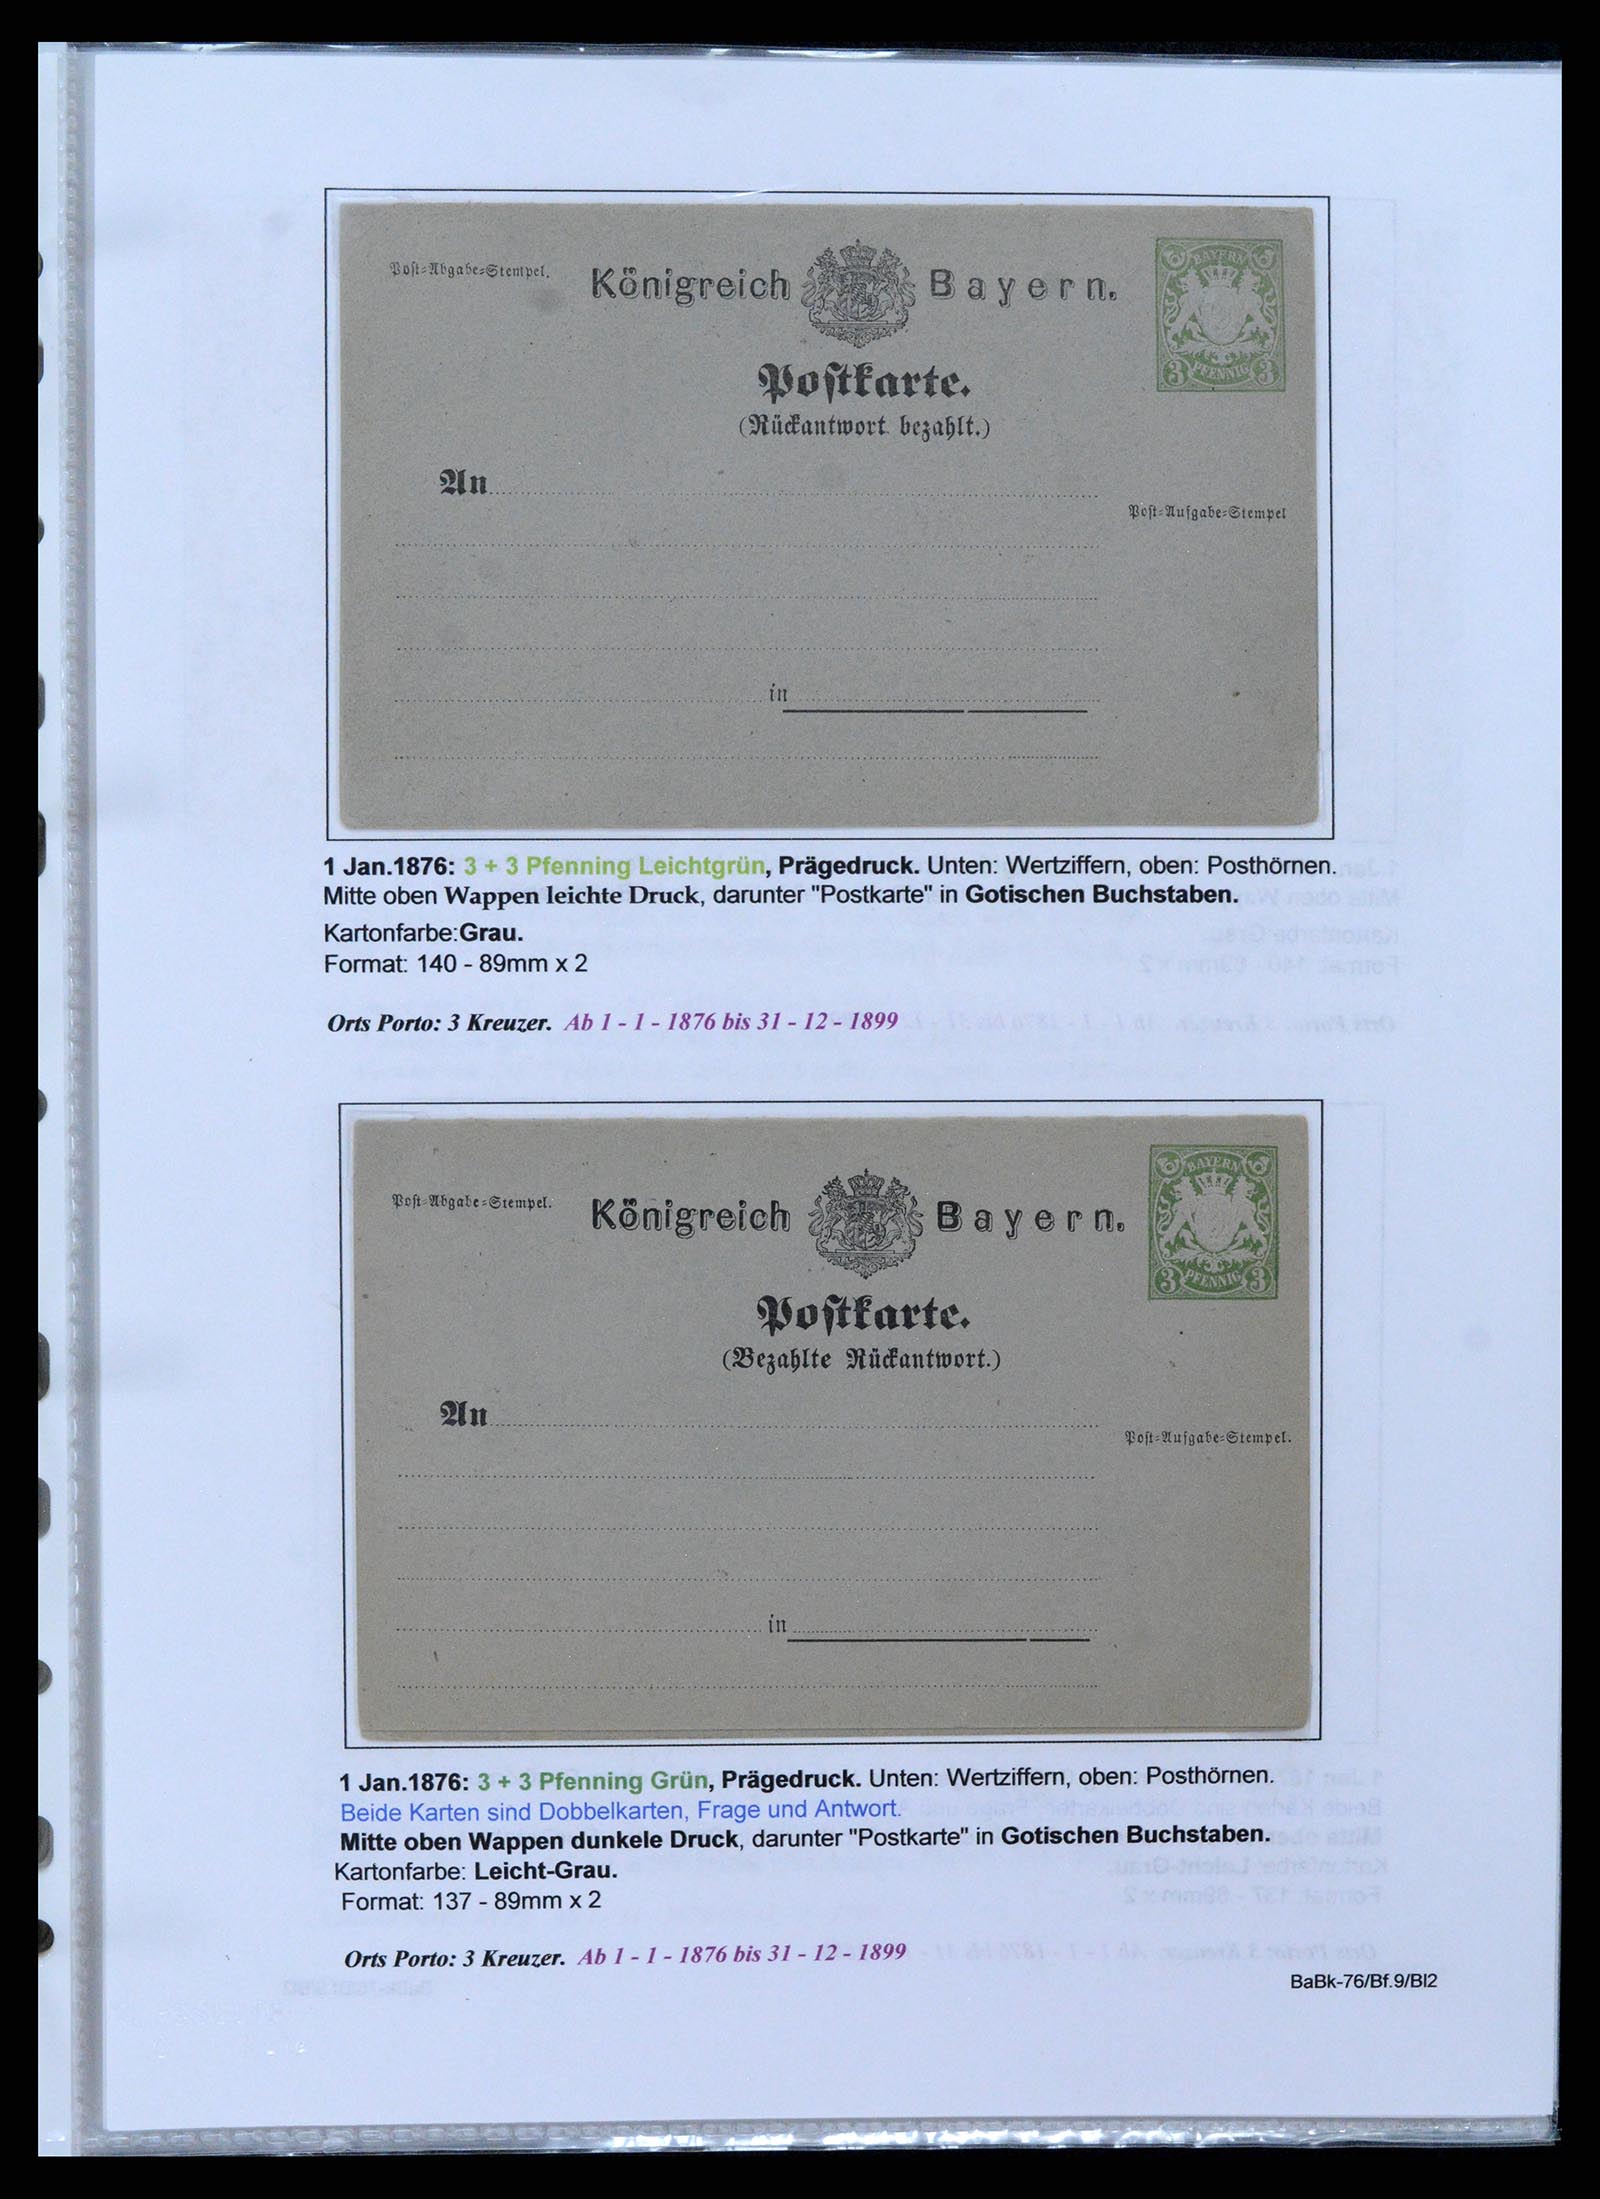 Post-Abgabe-Stempel.
Königreich Bayern.
BAYERN
3 PFENNIG 3
Postkarte.
(Rückantwort bezahlt.)
An
Post-Aufgabe-Stempel
in
1 Jan.1876: 3 + 3 Pfenning Leichtgrün, Prägedruck. Unten: Wertziffern, oben: Posthörnen.
Mitte oben Wappen leichte Druck, darunter "Postkarte" in Gotischen Buchstaben.
Kartonfarbe:Grau.
Format: 140 - 89mm x 2
Orts Porto: 3 Kreuzer. Ab 1 - 1 - 1876 bis 31 - 12 - 1899
Post-Abgabe-Stempel.
Königreich Bayern.
BAYERN
3 PFENNIG 3
Postkarte.
(Bezahlte Rückantwort.)
An
Post-Aufgabe-Stempel.
in
1 Jan.1876: 3 + 3 Pfenning Grün, Prägedruck. Unten: Wertziffern, oben: Posthörnen.
Beide Karten sind Dobbelkarten, Frage und Antwort.
Mitte oben Wappen dunkele Druck, darunter "Postkarte" in Gotischen Buchstaben.
Kartonfarbe: Leicht-Grau.
Format: 137 - 89mm x 2
Orts Porto: 3 Kreuzer. Ab 1 - 1 - 1876 bis 31 - 12 - 1899
BaBk-76/Bf.9/Bl2